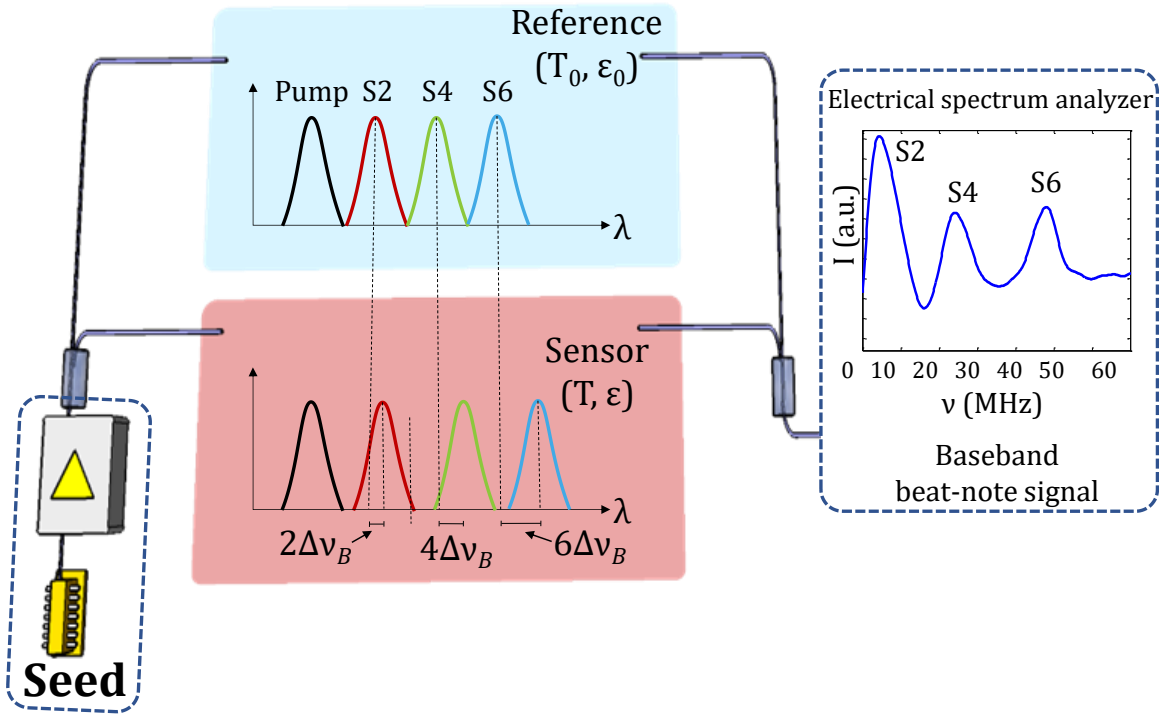 Reference
(T₀, ε₀)
Pump S2 S4 S6
λ
Sensor
(T, ε)
λ
2Δν_B 4Δν_B 6Δν_B
Seed
Electrical spectrum analyzer
S2
S4
S6
I (a.u.)
0 10 20 30 40 50 60
ν (MHz)
Baseband
beat-note signal